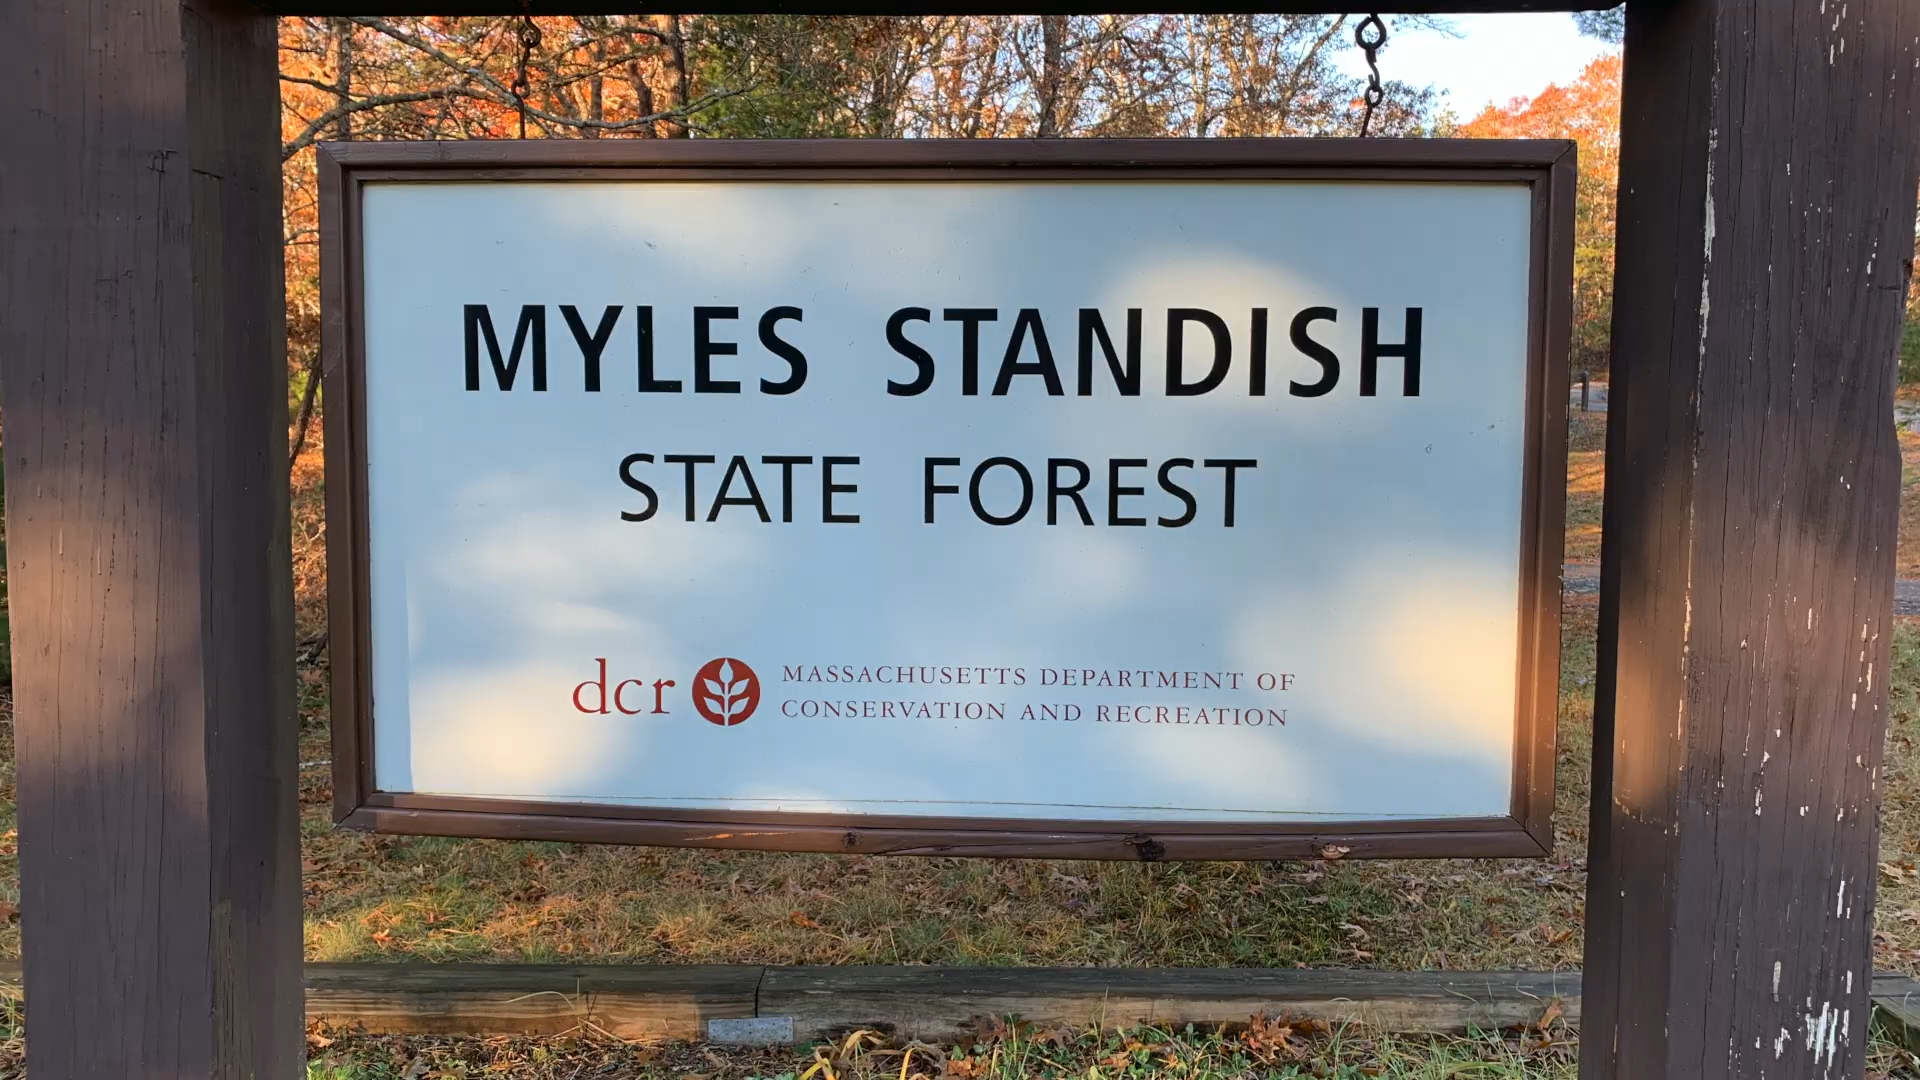 MYLES STANDISH
STATE FOREST
dcr MASSACHUSETTS DEPARTMENT OF
CONSERVATION AND RECREATION